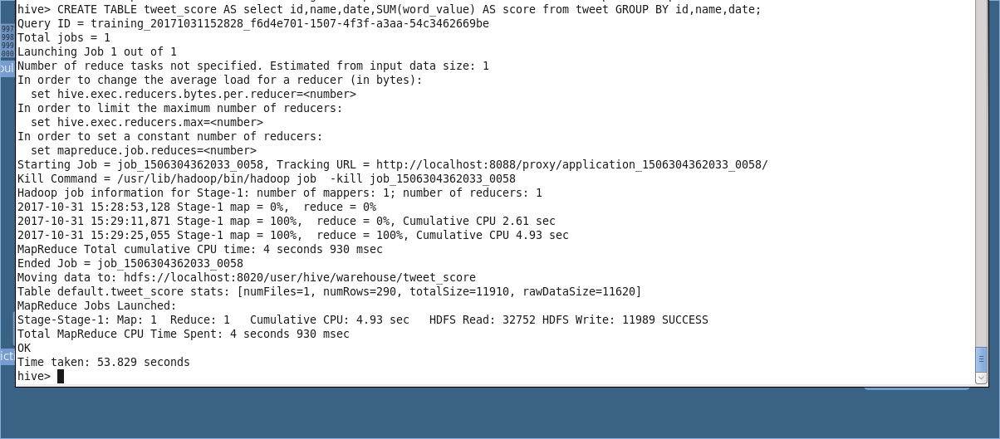 hive> CREATE TABLE tweet_score AS select id,name,date,SUM(word_value) AS score from tweet GROUP BY id,name,date;
Query ID = training_20171031152828_f6d4e701-1507-4f3f-a3aa-54c3462669be
Total jobs = 1
Launching Job 1 out of 1
Number of reduce tasks not specified. Estimated from input data size: 1
In order to change the average load for a reducer (in bytes):
  set hive.exec.reducers.bytes.per.reducer=<number>
In order to limit the maximum number of reducers:
  set hive.exec.reducers.max=<number>
In order to set a constant number of reducers:
  set mapreduce.job.reduces=<number>
Starting Job = job_1506304362033_0058, Tracking URL = http://localhost:8088/proxy/application_1506304362033_0058/
Kill Command = /usr/lib/hadoop/bin/hadoop job  -kill job_1506304362033_0058
Hadoop job information for Stage-1: number of mappers: 1; number of reducers: 1
2017-10-31 15:28:53,128 Stage-1 map = 0%,  reduce = 0%
2017-10-31 15:29:11,871 Stage-1 map = 100%,  reduce = 0%, Cumulative CPU 2.61 sec
2017-10-31 15:29:25,055 Stage-1 map = 100%,  reduce = 100%, Cumulative CPU 4.93 sec
MapReduce Total cumulative CPU time: 4 seconds 930 msec
Ended Job = job_1506304362033_0058
Moving data to: hdfs://localhost:8020/user/hive/warehouse/tweet_score
Table default.tweet_score stats: [numFiles=1, numRows=290, totalSize=11910, rawDataSize=11620]
MapReduce Jobs Launched:
Stage-Stage-1: Map: 1  Reduce: 1   Cumulative CPU: 4.93 sec   HDFS Read: 32752 HDFS Write: 11989 SUCCESS
Total MapReduce CPU Time Spent: 4 seconds 930 msec
OK
Time taken: 53.829 seconds
hive>
997
998
999
000
oul
ict